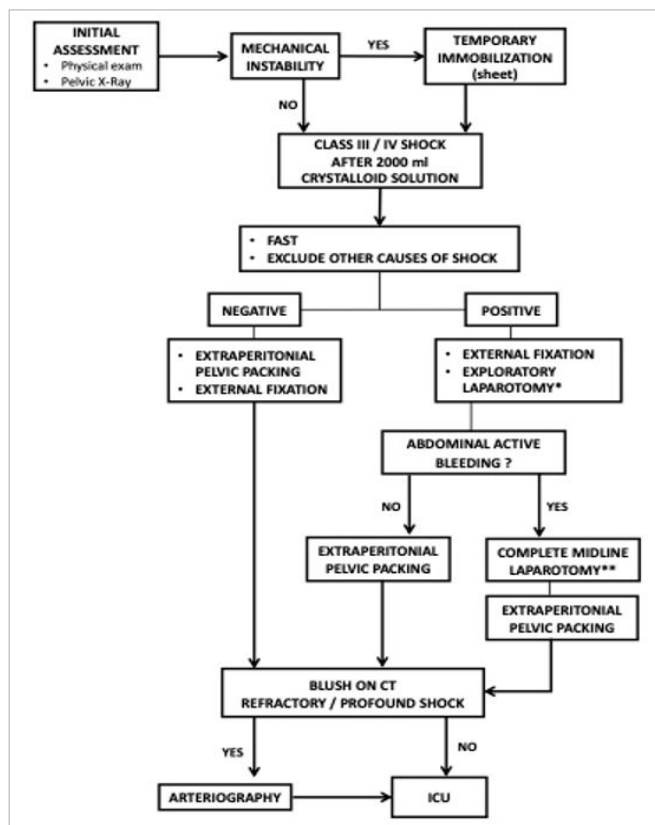 INITIAL
ASSESSMENT
• Physical exam
• Pelvic X-Ray
MECHANICAL
INSTABILITY
YES
TEMPORARY
IMMOBILIZATION
(sheet)
NO
CLASS III / IV SHOCK
AFTER 2000 ml
CRYSTALLOID SOLUTION
• FAST
• EXCLUDE OTHER CAUSES OF SHOCK
NEGATIVE
POSITIVE
• EXTRAPERITONIAL
PELVIC PACKING
• EXTERNAL FIXATION
• EXTERNAL FIXATION
• EXPLORATORY
LAPAROTOMY*
ABDOMINAL ACTIVE
BLEEDING ?
NO
YES
EXTRAPERITONIAL
PELVIC PACKING
COMPLETE MIDLINE
LAPAROTOMY**
EXTRAPERITONIAL
PELVIC PACKING
BLUSH ON CT
REFRACTORY / PROFOUND SHOCK
YES
NO
ARTERIOGRAPHY
ICU